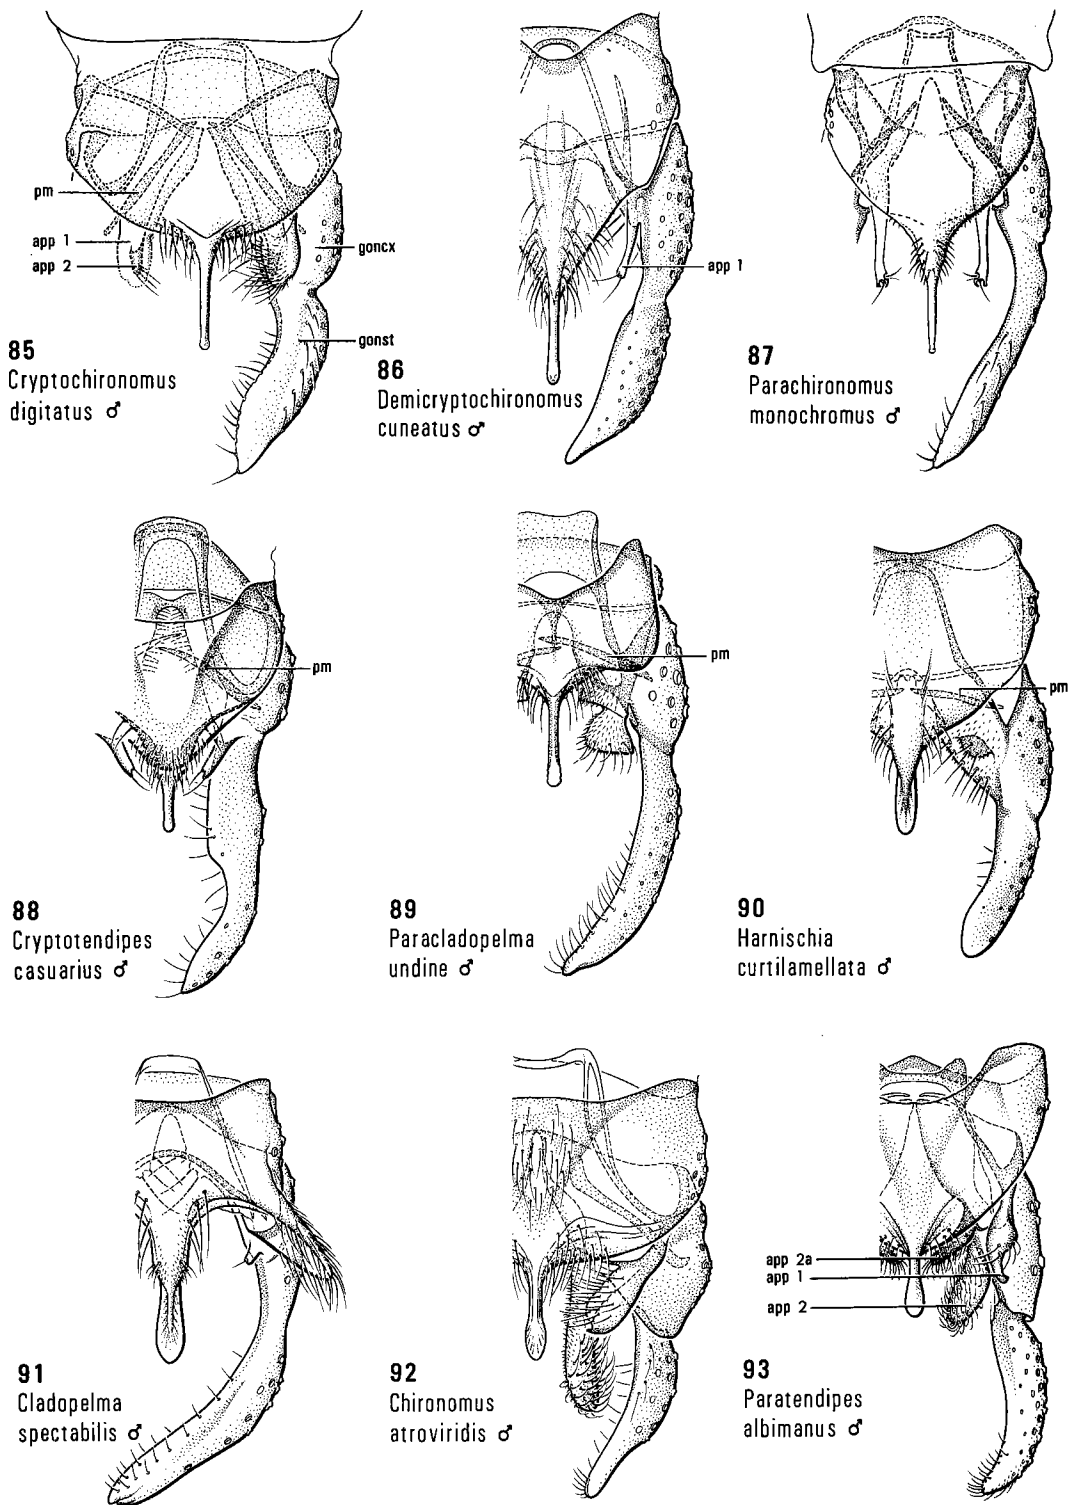 pm
app 1
app 2
goncx
gonst
85
Cryptochironomus
digitatus ♂
app 1
86
Demicryptochironomus
cuneatus ♂
87
Parachironomus
monochromus ♂
pm
88
Cryptotendipes
casuarius ♂
pm
89
Paracladopelma
undine ♂
pm
90
Harnischia
curtilamellata ♂
91
Cladopelma
spectabilis ♂
92
Chironomus
atroviridis ♂
app 2a
app 1
app 2
93
Paratendipes
albimanus ♂